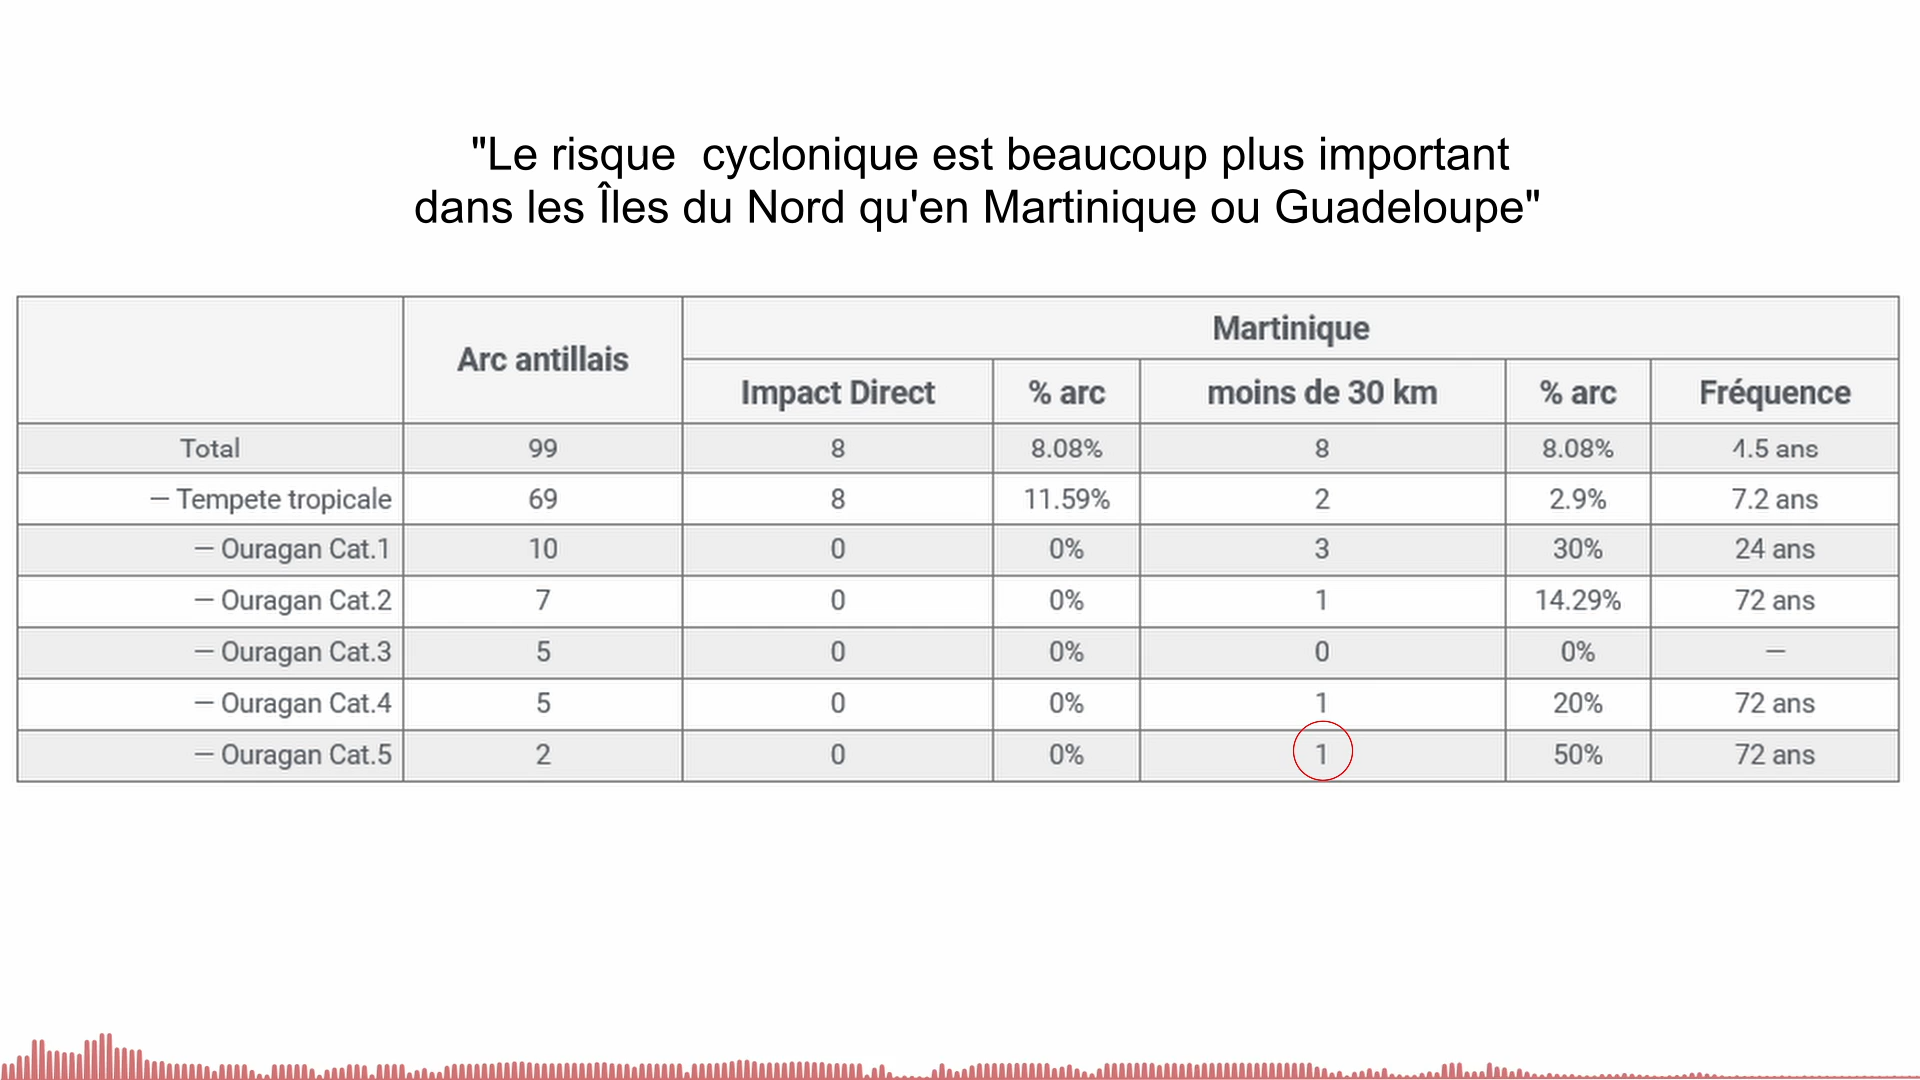 "Le risque  cyclonique est beaucoup plus important
dans les Îles du Nord qu'en Martinique ou Guadeloupe"
Arc antillais Martinique
Impact Direct % arc moins de 30 km % arc Fréquence
Total 99 8 8.08% 8 8.08% 4.5 ans
— Tempete tropicale 69 8 11.59% 2 2.9% 7.2 ans
— Ouragan Cat.1 10 0 0% 3 30% 24 ans
— Ouragan Cat.2 7 0 0% 1 14.29% 72 ans
— Ouragan Cat.3 5 0 0% 0 0% —
— Ouragan Cat.4 5 0 0% 1 20% 72 ans
— Ouragan Cat.5 2 0 0% 1 50% 72 ans